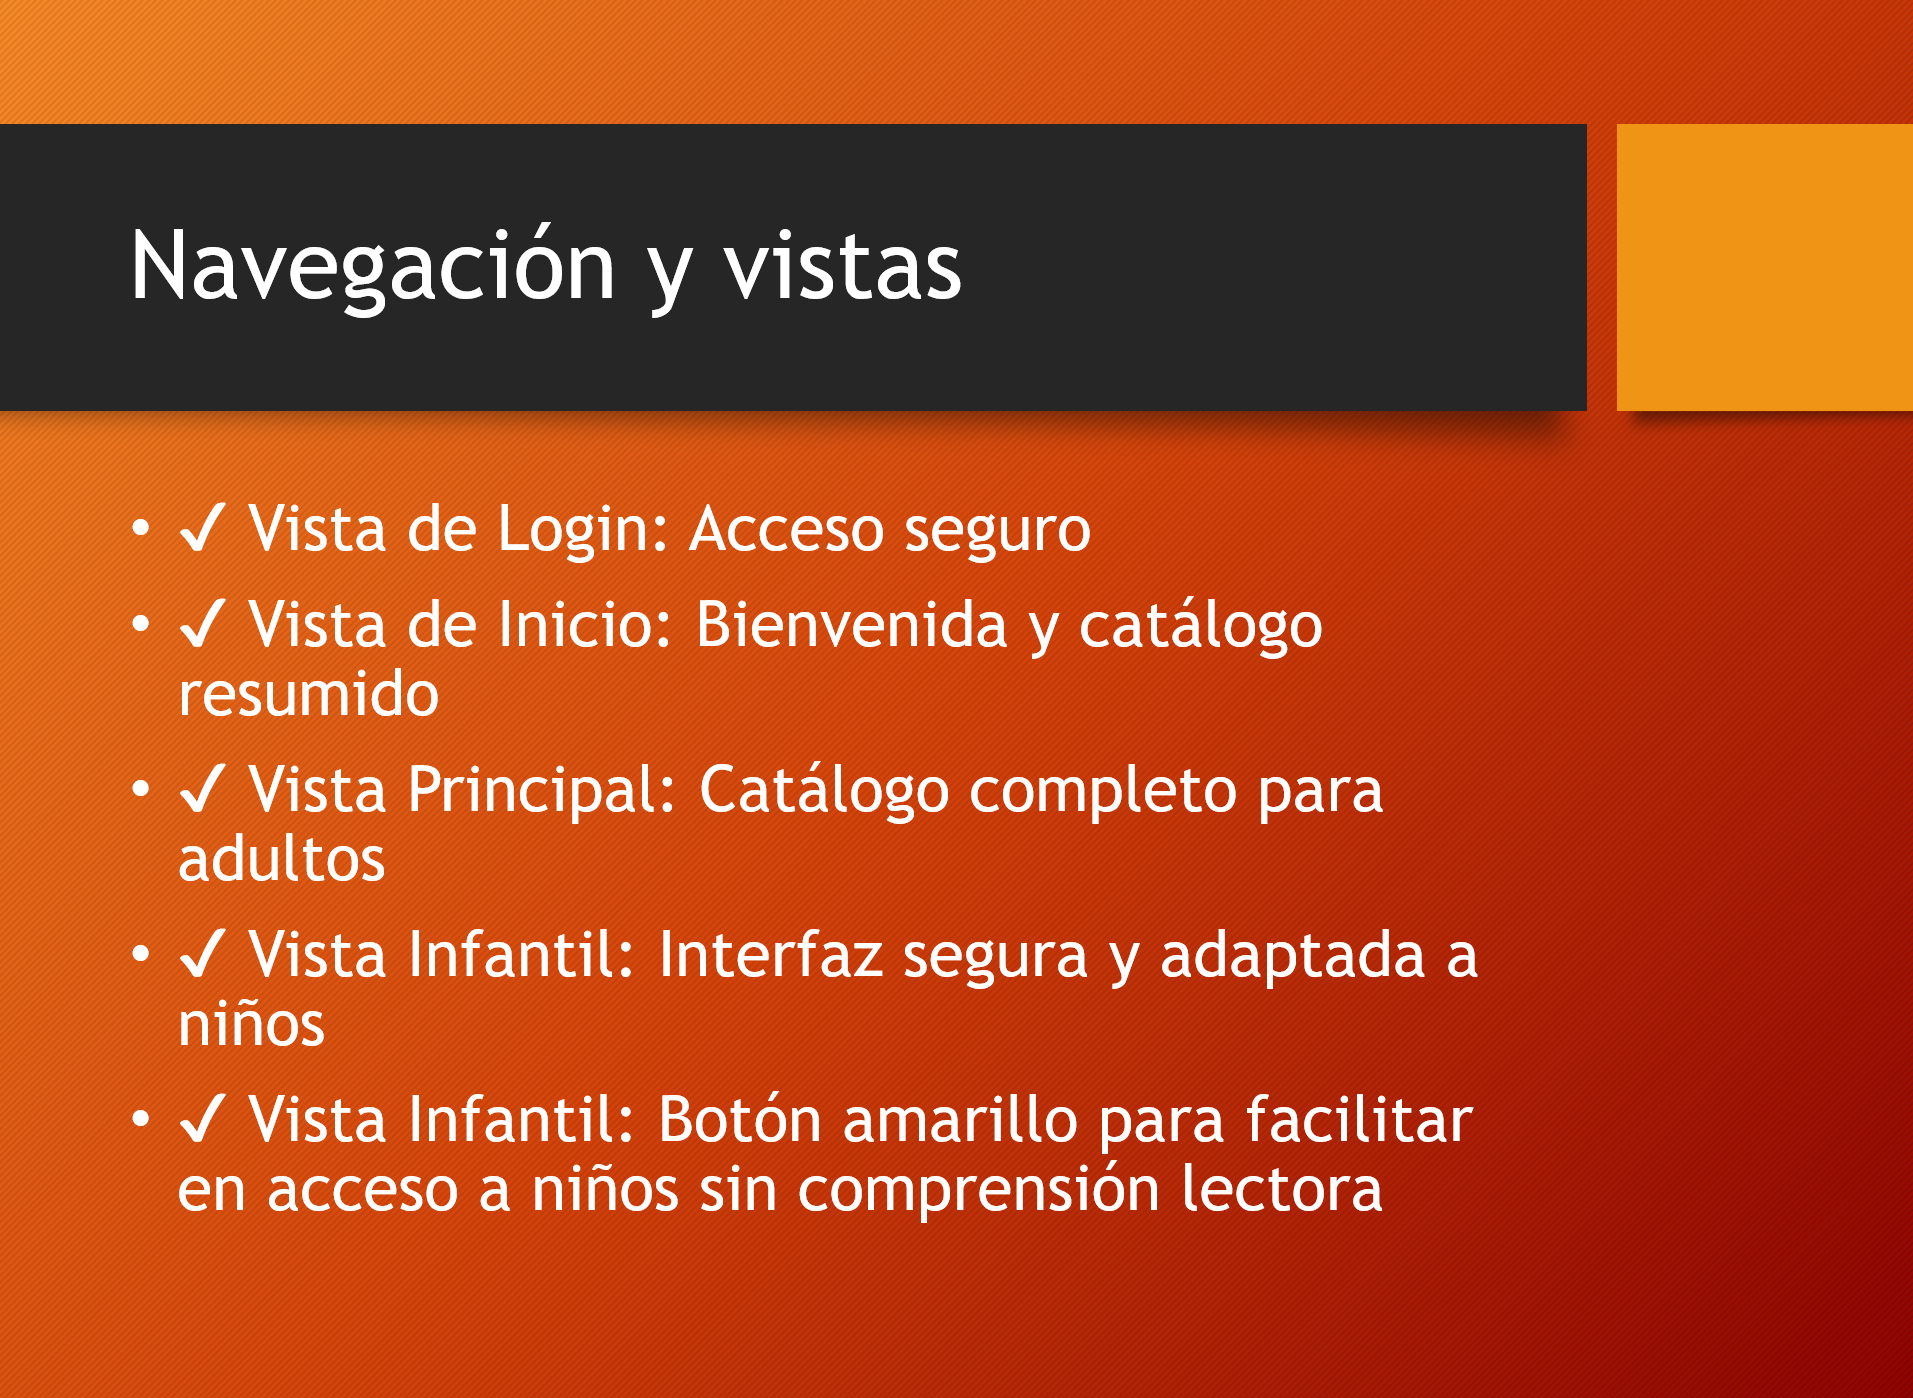 Navegación y vistas
• ✔ Vista de Login: Acceso seguro
• ✔ Vista de Inicio: Bienvenida y catálogo
resumido
• ✔ Vista Principal: Catálogo completo para
adultos
• ✔ Vista Infantil: Interfaz segura y adaptada a
niños
• ✔ Vista Infantil: Botón amarillo para facilitar
en acceso a niños sin comprensión lectora